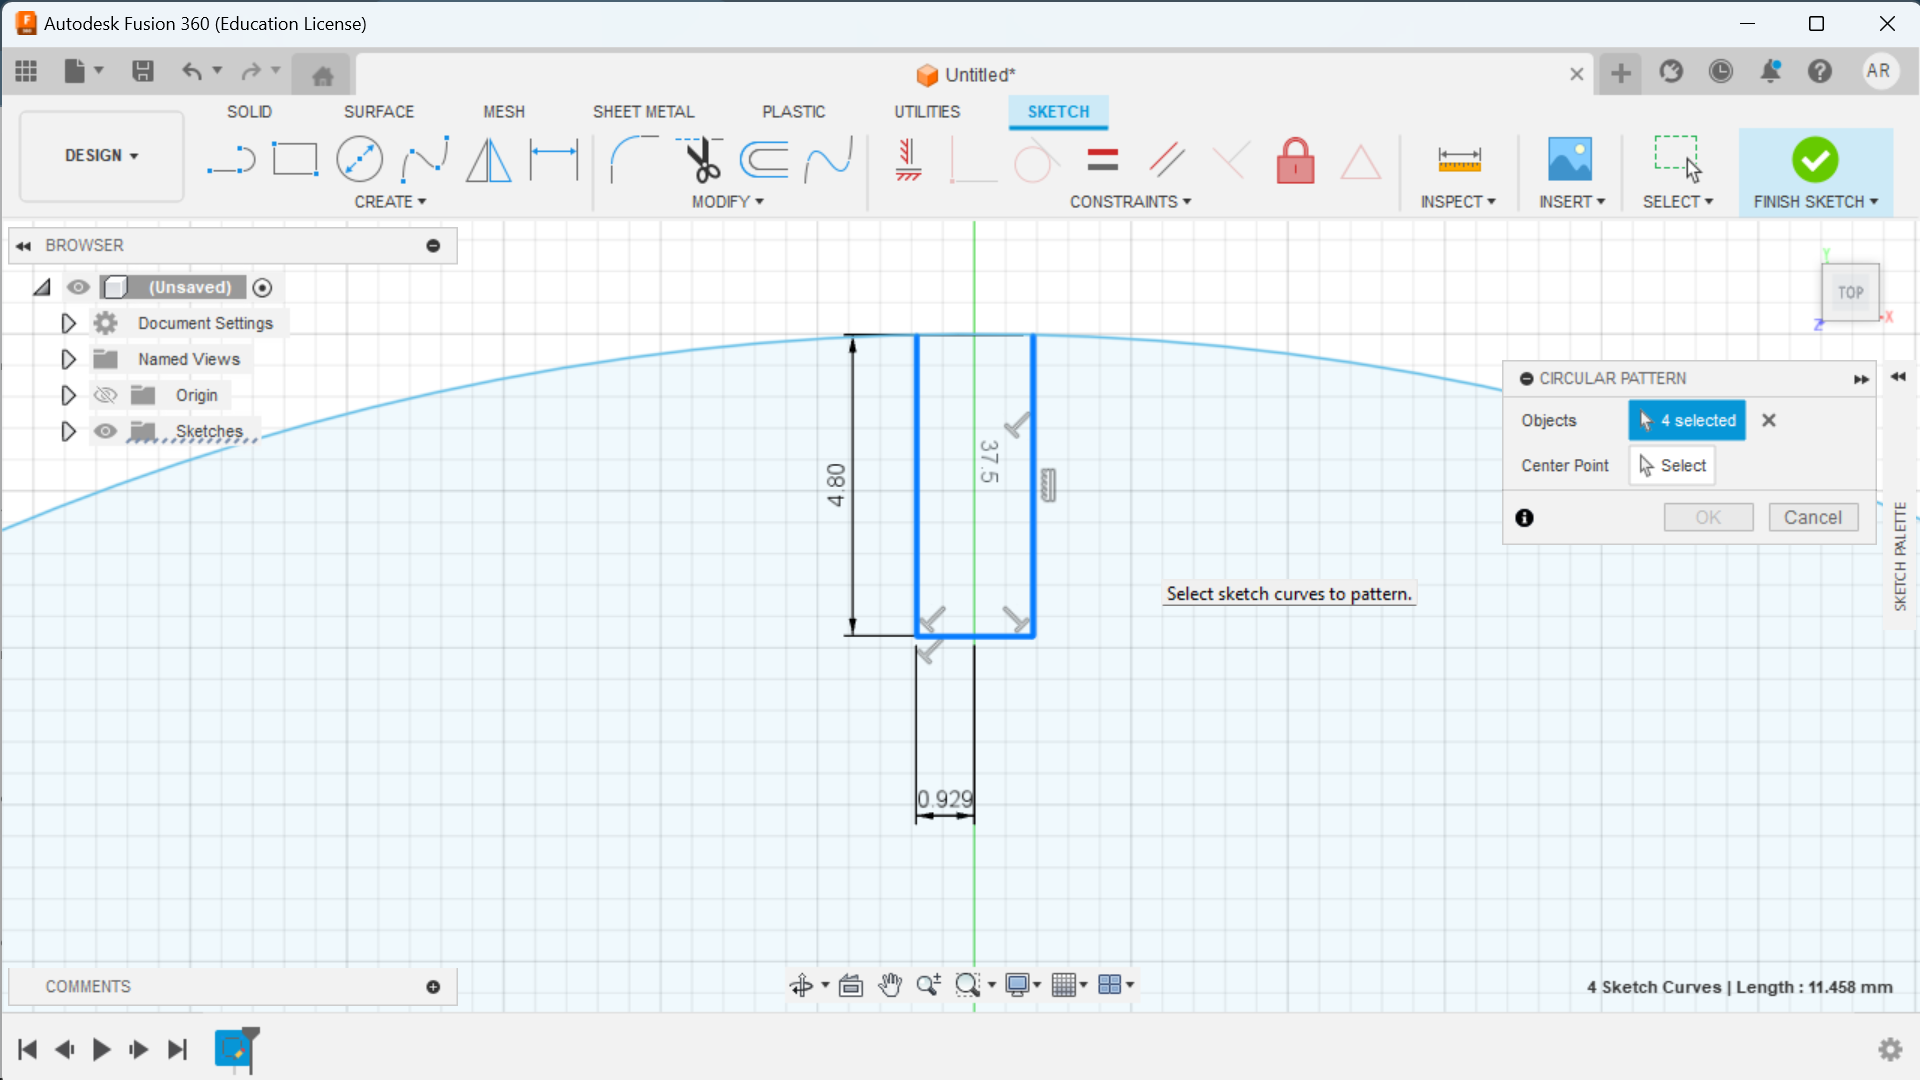 Autodesk Fusion 360 (Education License)
Untitled*
AR
DESIGN
SOLID
SURFACE
MESH
SHEET METAL
PLASTIC
UTILITIES
SKETCH
CREATE
MODIFY
CONSTRAINTS
INSPECT
INSERT
SELECT
FINISH SKETCH
BROWSER
(Unsaved)
Document Settings
Named Views
Origin
Sketches
Y
TOP
Z
X
CIRCULAR PATTERN
Objects
4 selected
Center Point
Select
OK
Cancel
SKETCH PALETTE
4.80
37.5
Select sketch curves to pattern.
0.929
COMMENTS
4 Sketch Curves | Length : 11.458 mm